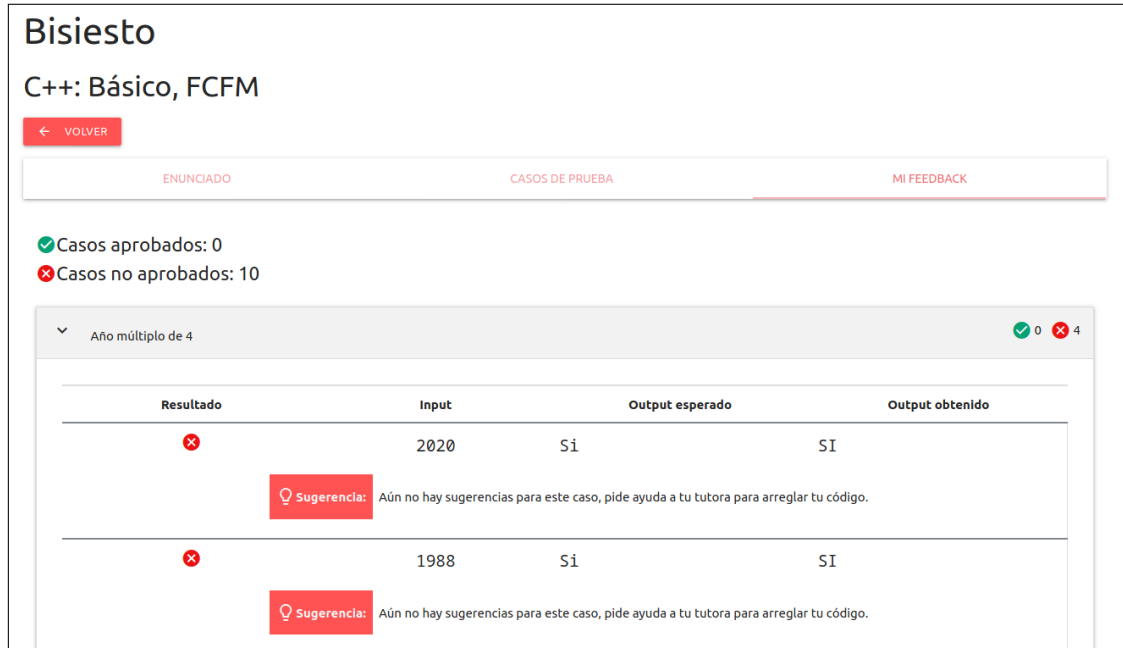 Bisiesto
C++: Básico, FCFM
VOLVER
ENUNCIADO CASOS DE PRUEBA MI FEEDBACK
Casos aprobados: 0
Casos no aprobados: 10
Año múltiplo de 4 0 4
Resultado Input Output esperado Output obtenido
2020 Si SI
Sugerencia: Aún no hay sugerencias para este caso, pide ayuda a tu tutora para arreglar tu código.
1988 Si SI
Sugerencia: Aún no hay sugerencias para este caso, pide ayuda a tu tutora para arreglar tu código.